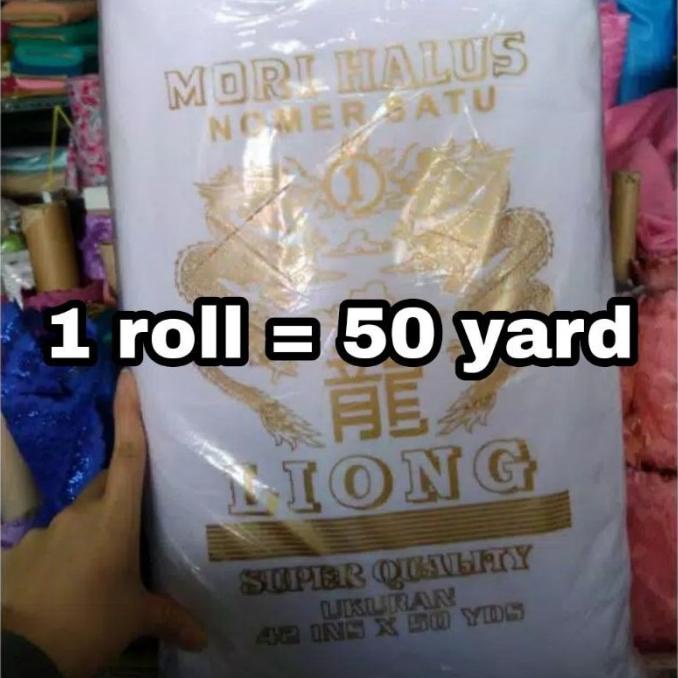 MORI HALUS
NOMER SATU
1
1 roll = 50 yard
龍
LIONG
SUPER QUALITY
UKURAN
42 INS X 50 YDS